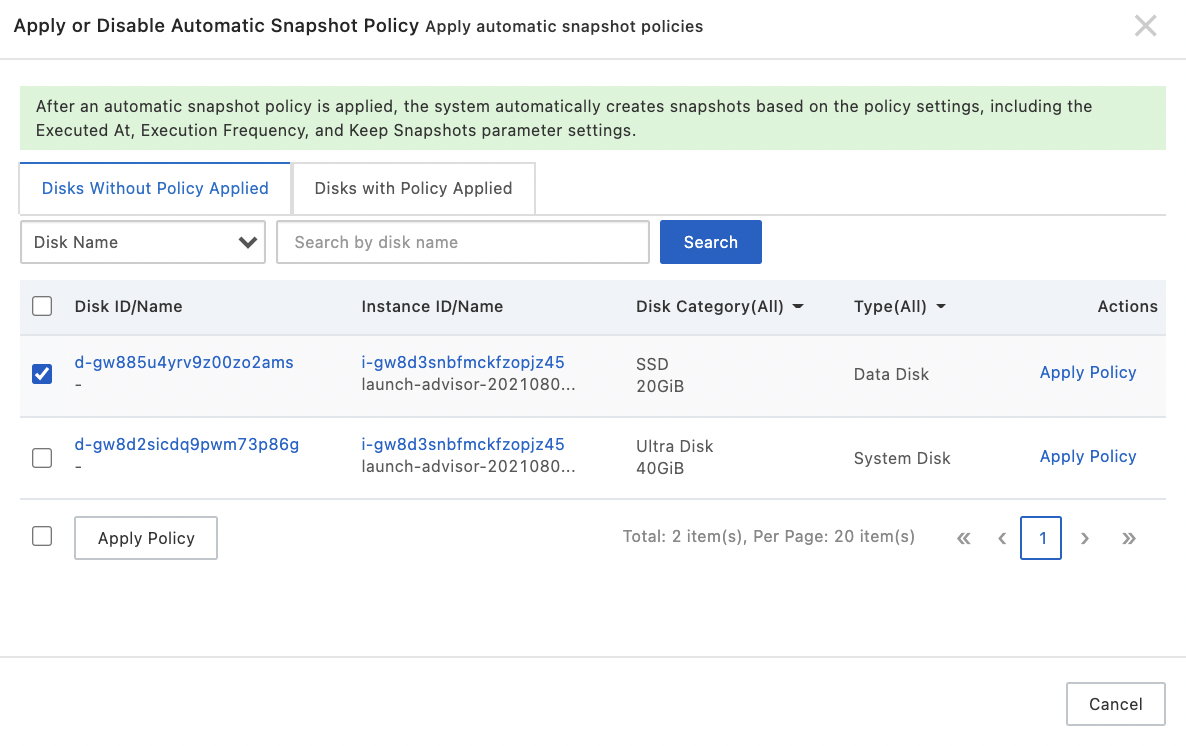 Apply or Disable Automatic Snapshot Policy Apply automatic snapshot policies
After an automatic snapshot policy is applied, the system automatically creates snapshots based on the policy settings, including the
Executed At, Execution Frequency, and Keep Snapshots parameter settings.
Disks Without Policy Applied Disks with Policy Applied
Disk Name Search by disk name Search
Disk ID/Name Instance ID/Name Disk Category(All) Type(All) Actions
d-gw885u4yrv9z00zo2ams i-gw8d3snbfmckfzopjz45 SSD Data Disk Apply Policy
- launch-advisor-2021080... 20GiB
d-gw8d2sicdq9pwm73p86g i-gw8d3snbfmckfzopjz45 Ultra Disk System Disk Apply Policy
- launch-advisor-2021080... 40GiB
Apply Policy Total: 2 item(s), Per Page: 20 item(s) « ‹ 1 › »
Cancel